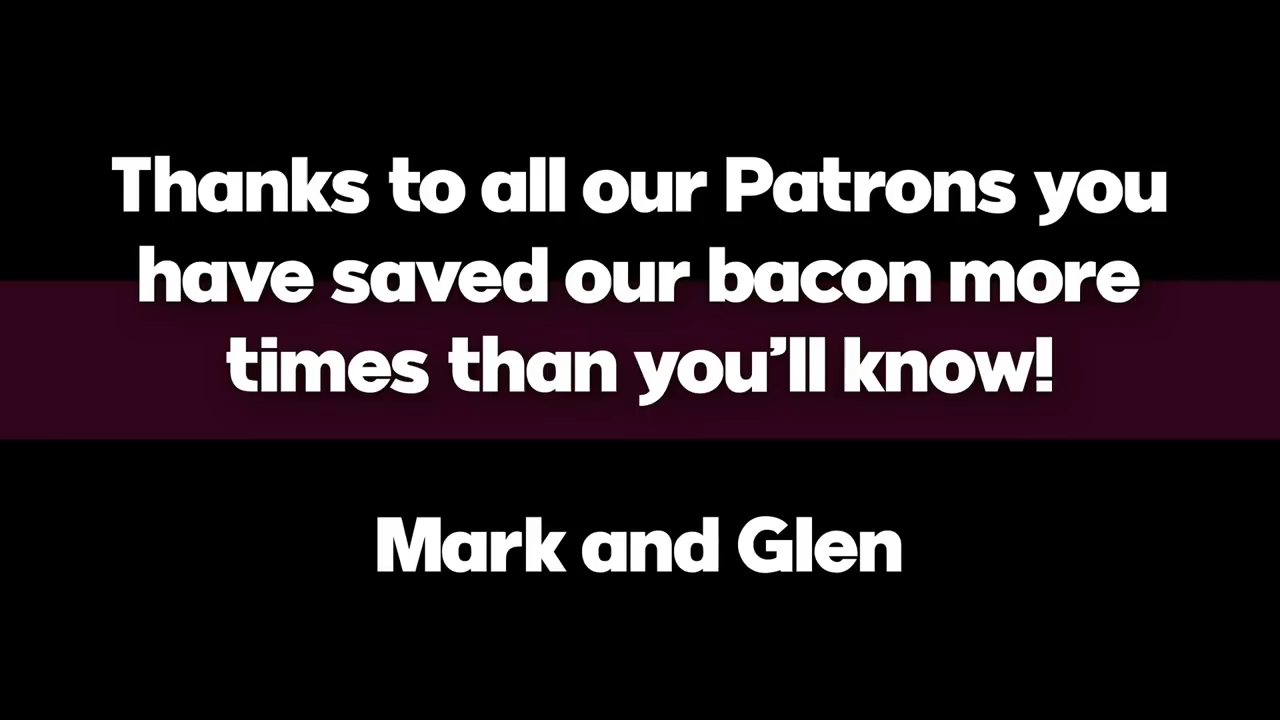 Thanks to all our Patrons you
have saved our bacon more
times than you’ll know!
Mark and Glen